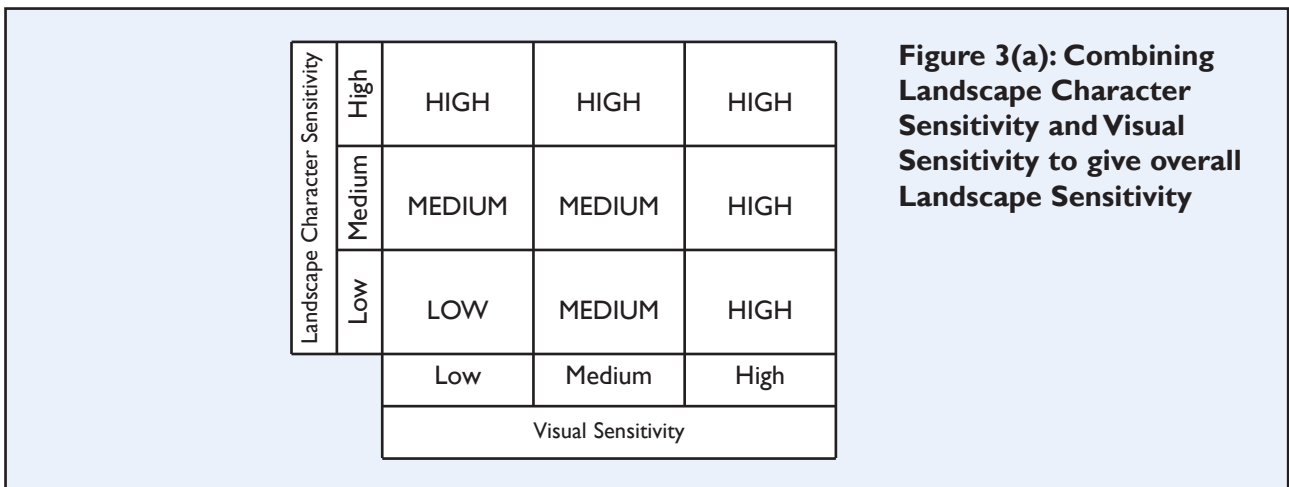 Landscape Character Sensitivity
High
HIGH HIGH HIGH
Medium
MEDIUM MEDIUM HIGH
Low
LOW MEDIUM HIGH
Low Medium High
Visual Sensitivity
Figure 3(a): Combining
Landscape Character
Sensitivity and Visual
Sensitivity to give overall
Landscape Sensitivity